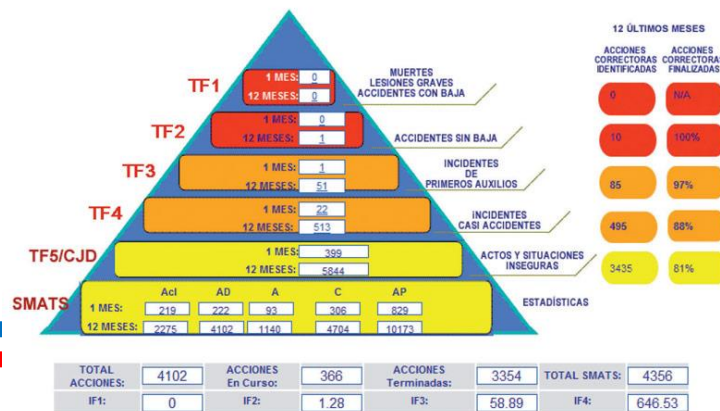 12 ÚLTIMOS MESES
ACCIONES CORRECTORAS IDENTIFICADAS
ACCIONES CORRECTORAS FINALIZADAS
TF1
1 MES: 0
12 MESES: 0
MUERTES
LESIONES GRAVES
ACCIDENTES CON BAJA
0 N/A
TF2
1 MES: 0
12 MESES: 1
ACCIDENTES SIN BAJA
10 100%
TF3
1 MES: 1
12 MESES: 51
INCIDENTES
DE
PRIMEROS AUXILIOS
85 97%
TF4
1 MES: 22
12 MESES: 513
INCIDENTES
CASI ACCIDENTES
495 88%
TF5/CJD
1 MES: 399
12 MESES: 5844
ACTOS Y SITUACIONES
INSEGURAS
3435 81%
SMATS
AcI AD A C AP
1 MES: 219 222 93 306 829
12 MESES: 2275 4102 1140 4704 10173
ESTADÍSTICAS
TOTAL ACCIONES: 4102 ACCIONES En Curso: 366 ACCIONES Terminadas: 3354 TOTAL SMATS: 4356
IF1: 0 IF2: 1.28 IF3: 58.89 IF4: 646.53